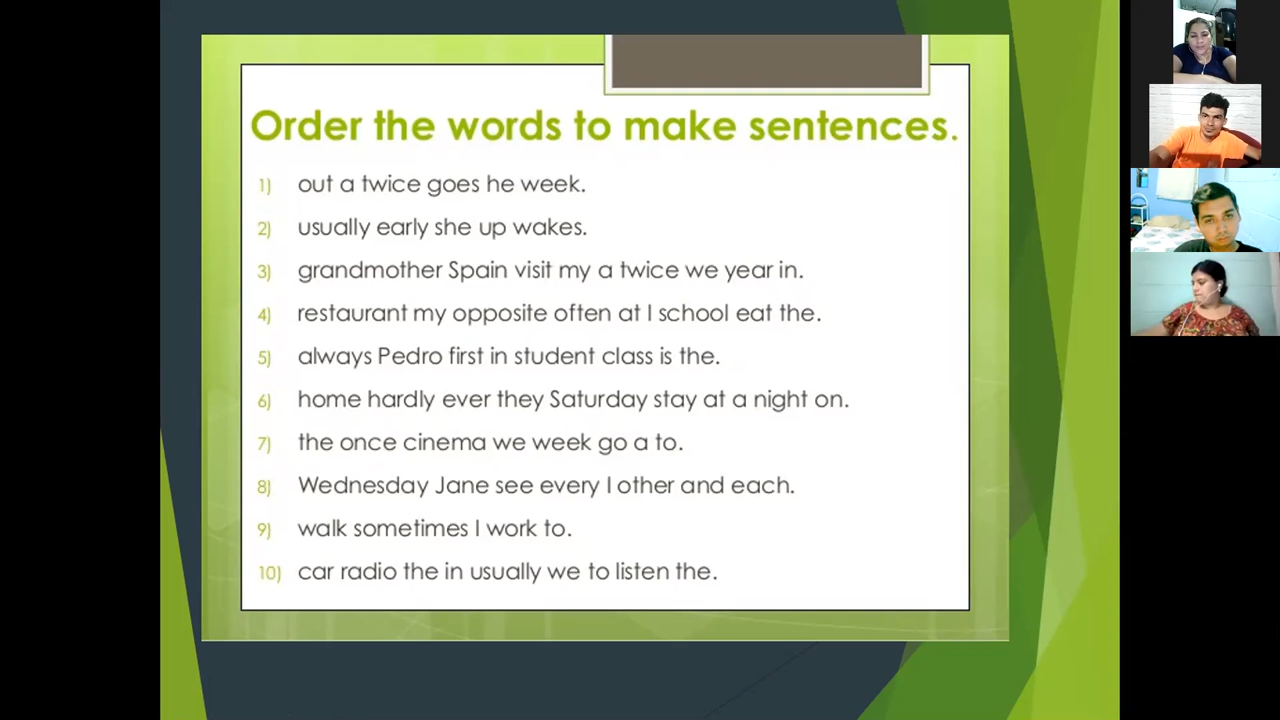 Order the words to make sentences.
1) out a twice goes he week.
2) usually early she up wakes.
3) grandmother Spain visit my a twice we year in.
4) restaurant my opposite often at I school eat the.
5) always Pedro first in student class is the.
6) home hardly ever they Saturday stay at a night on.
7) the once cinema we week go a to.
8) Wednesday Jane see every I other and each.
9) walk sometimes I work to.
10) car radio the in usually we to listen the.